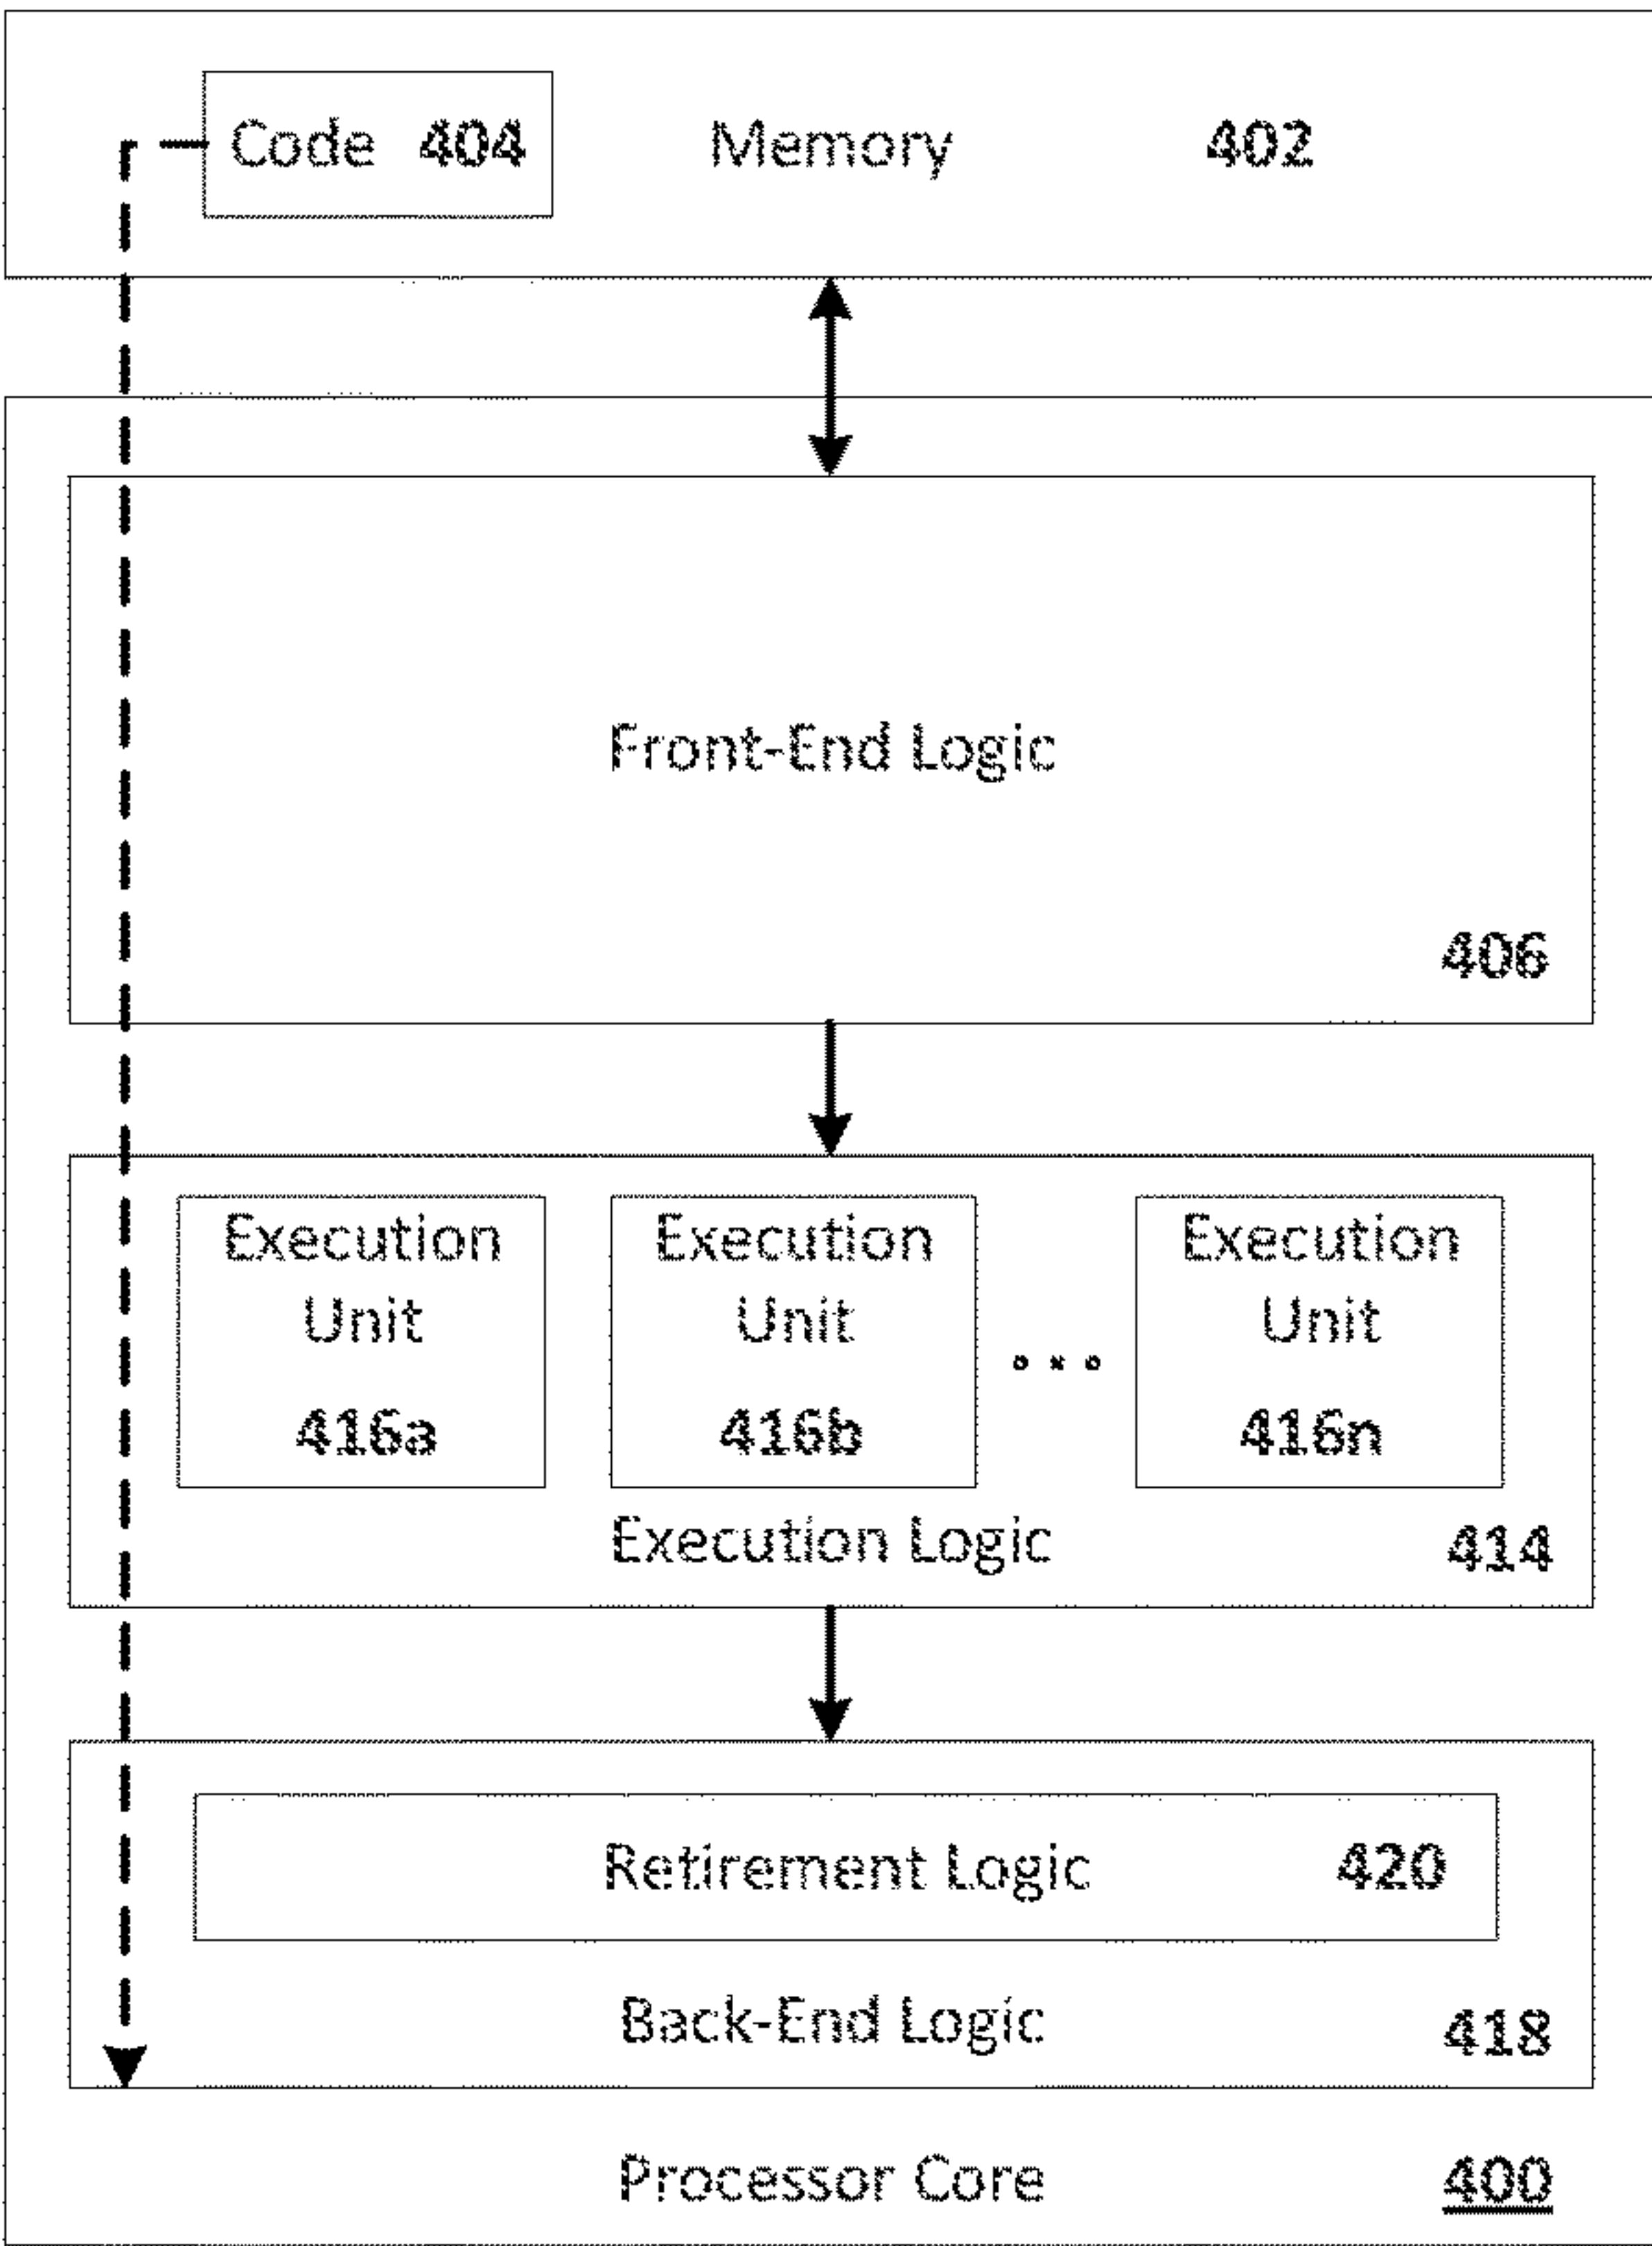 Code 404 Memory 402
Front-End Logic
406
Execution Unit 416a
Execution Unit 416b
...
Execution Unit 416n
Execution Logic 414
Retirement Logic 420
Back-End Logic 418
Processor Core 400